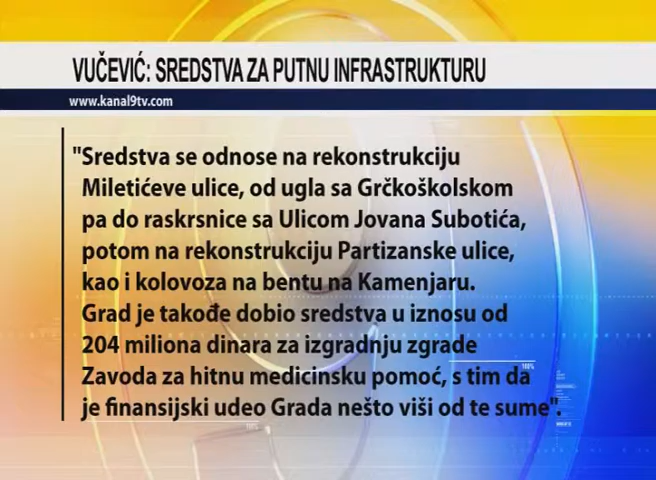 VUČEVIĆ: SREDSTVA ZA PUTNU INFRASTRUKTURU
www.kanal9tv.com
"Sredstva se odnose na rekonstrukciju
Miletićeve ulice, od ugla sa Grčkoškolskom
pa do raskrsnice sa Ulicom Jovana Subotića,
potom na rekonstrukciju Partizanske ulice,
kao i kolovoza na bentu na Kamenjaru.
Grad je takođe dobio sredstva u iznosu od
204 miliona dinara za izgradnju zgrade
100%
Zavoda za hitnu medicinsku pomoć, s tim da
je finansijski udeo Grada nešto viši od te sume".
100%